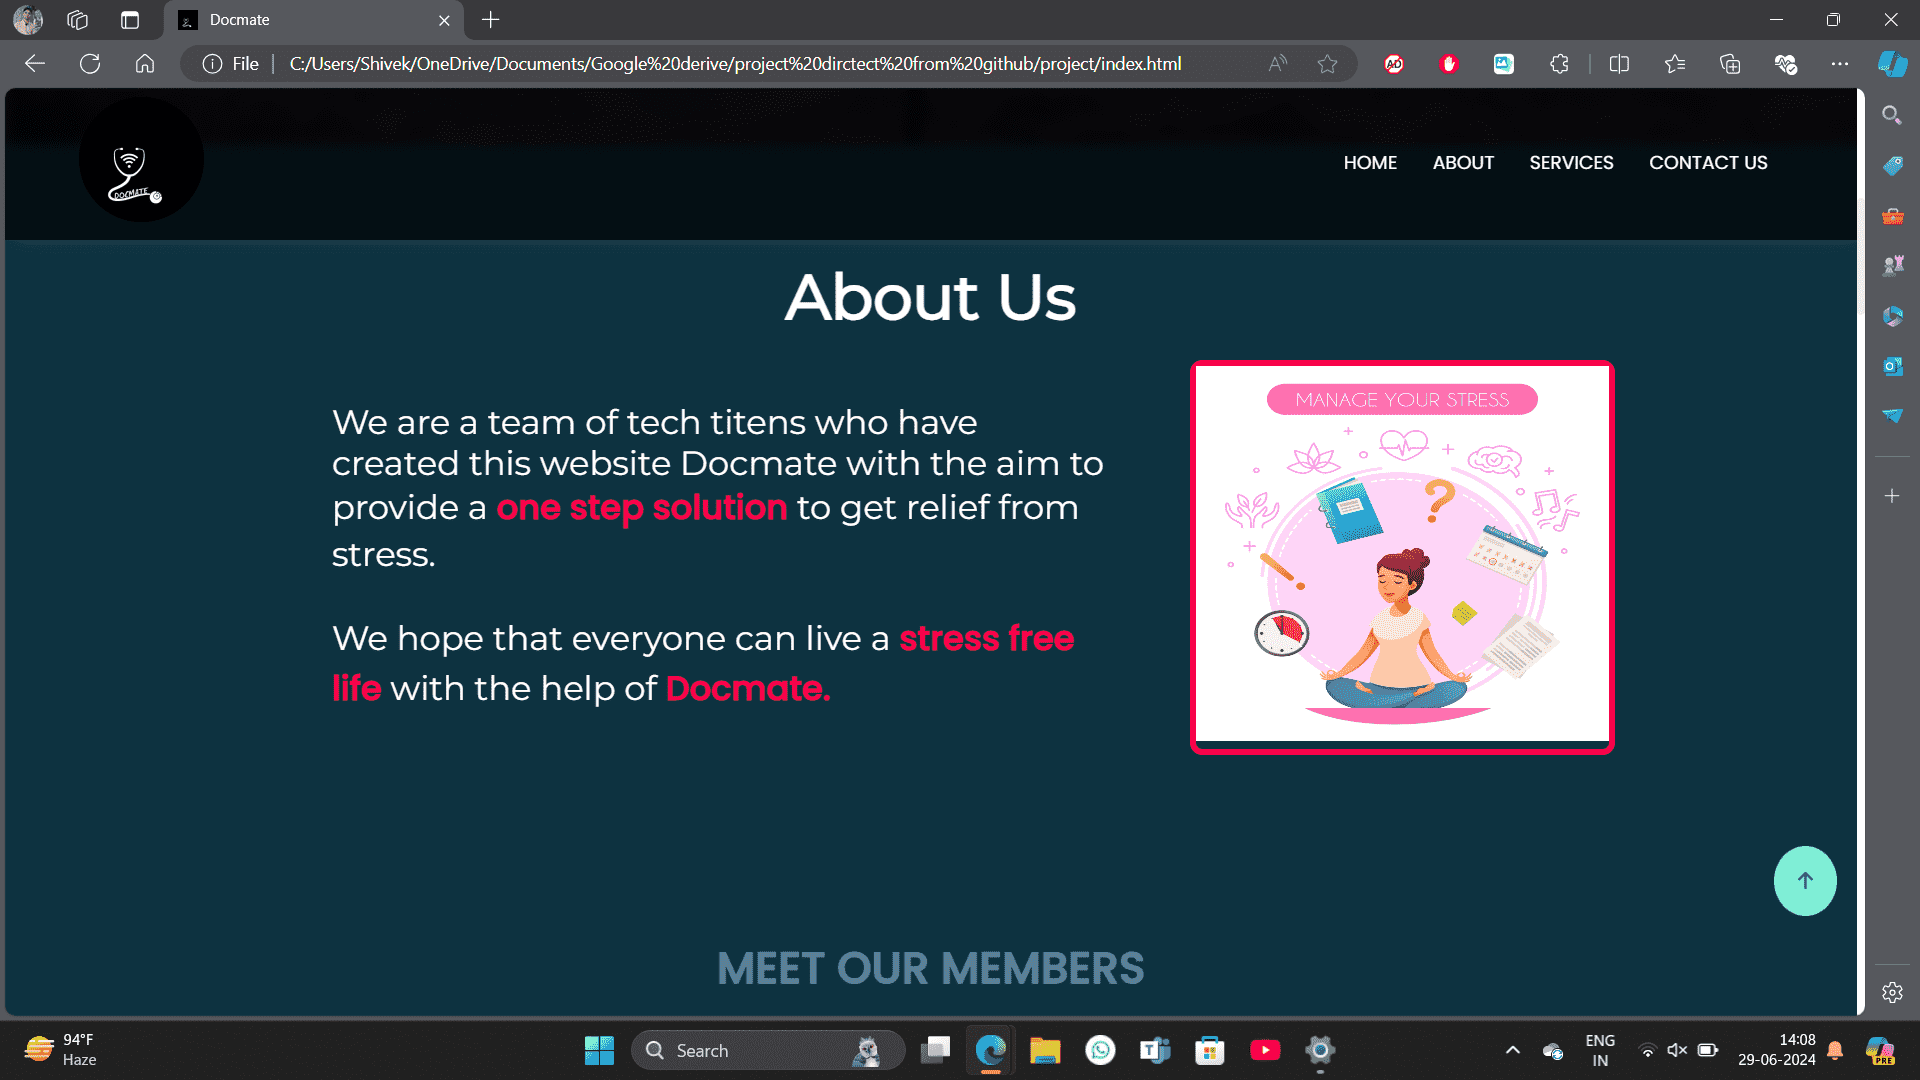 Docmate
File
C:/Users/Shivek/OneDrive/Documents/Google%20derive/project%20dirctect%20from%20github/project/index.html
DOCMATE
HOME ABOUT SERVICES CONTACT US
About Us
We are a team of tech titens who have
created this website Docmate with the aim to
provide a one step solution to get relief from
stress.
We hope that everyone can live a stress free
life with the help of Docmate.
MANAGE YOUR STRESS
MEET OUR MEMBERS
94°F
Haze
Search
ENG
IN
14:08
29-06-2024
PRE